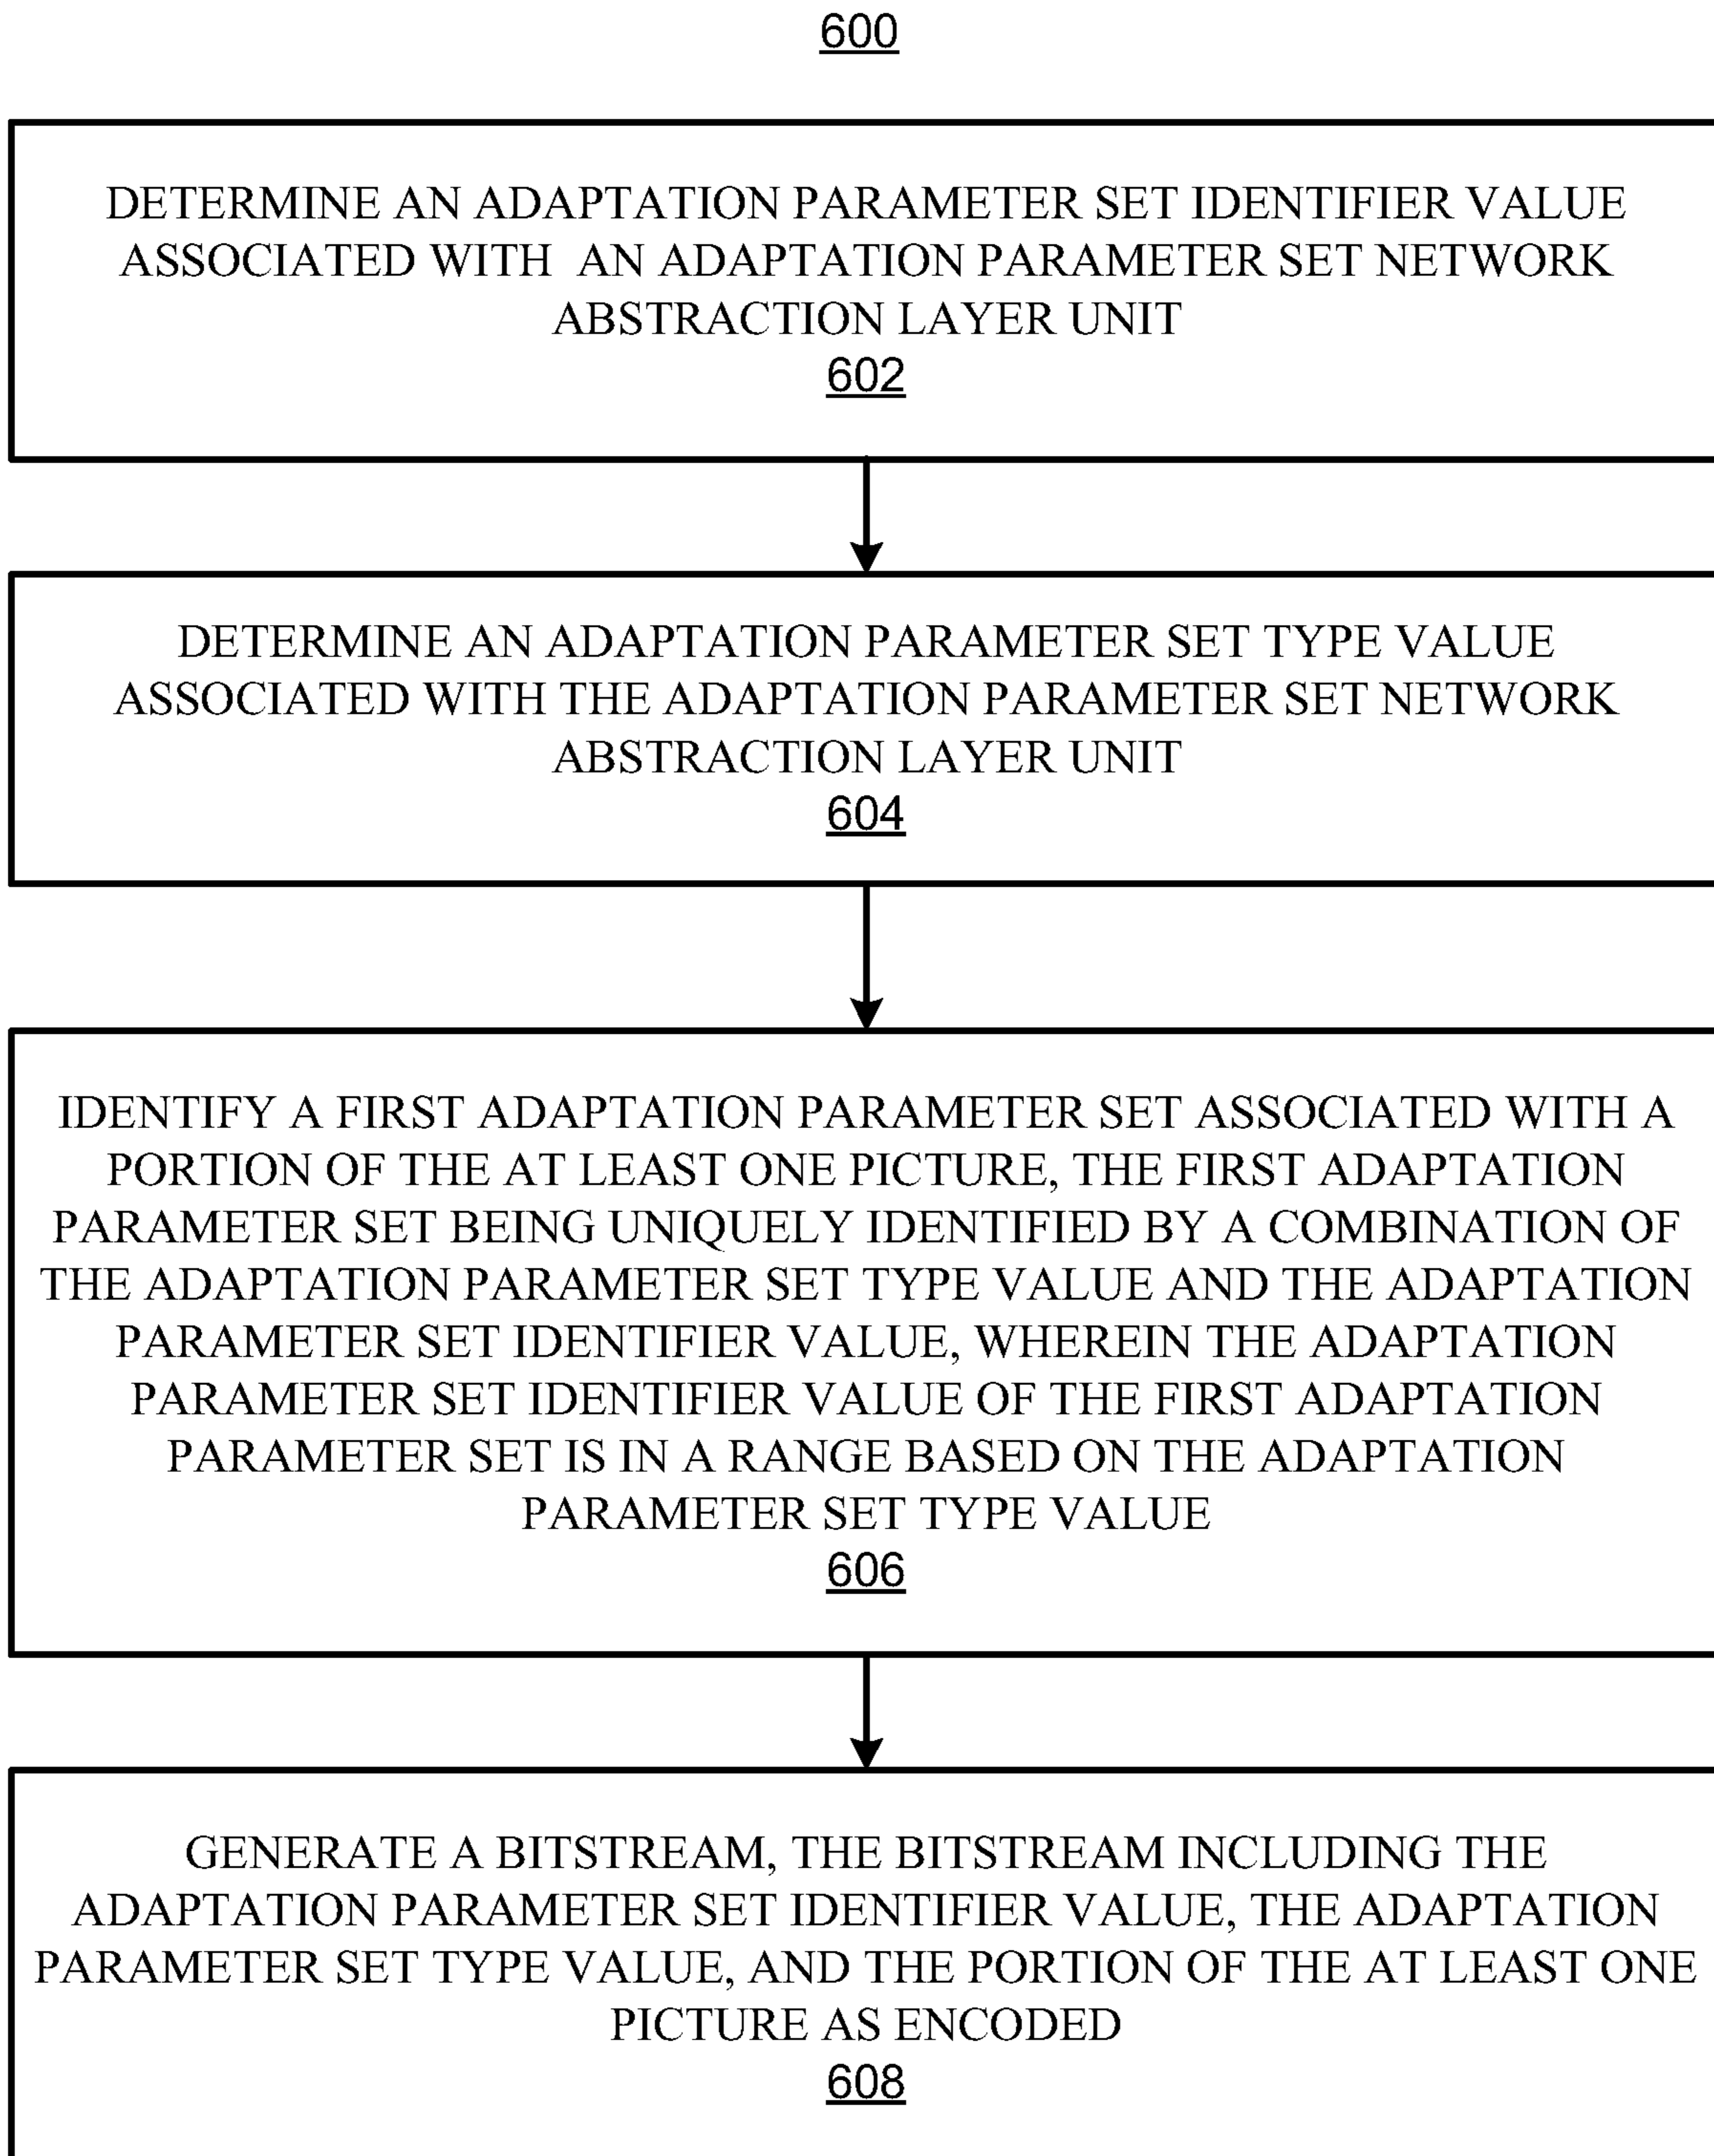 600
DETERMINE AN ADAPTATION PARAMETER SET IDENTIFIER VALUE
ASSOCIATED WITH AN ADAPTATION PARAMETER SET NETWORK
ABSTRACTION LAYER UNIT
602
DETERMINE AN ADAPTATION PARAMETER SET TYPE VALUE
ASSOCIATED WITH THE ADAPTATION PARAMETER SET NETWORK
ABSTRACTION LAYER UNIT
604
IDENTIFY A FIRST ADAPTATION PARAMETER SET ASSOCIATED WITH A
PORTION OF THE AT LEAST ONE PICTURE, THE FIRST ADAPTATION
PARAMETER SET BEING UNIQUELY IDENTIFIED BY A COMBINATION OF
THE ADAPTATION PARAMETER SET TYPE VALUE AND THE ADAPTATION
PARAMETER SET IDENTIFIER VALUE, WHEREIN THE ADAPTATION
PARAMETER SET IDENTIFIER VALUE OF THE FIRST ADAPTATION
PARAMETER SET IS IN A RANGE BASED ON THE ADAPTATION
PARAMETER SET TYPE VALUE
606
GENERATE A BITSTREAM, THE BITSTREAM INCLUDING THE
ADAPTATION PARAMETER SET IDENTIFIER VALUE, THE ADAPTATION
PARAMETER SET TYPE VALUE, AND THE PORTION OF THE AT LEAST ONE
PICTURE AS ENCODED
608